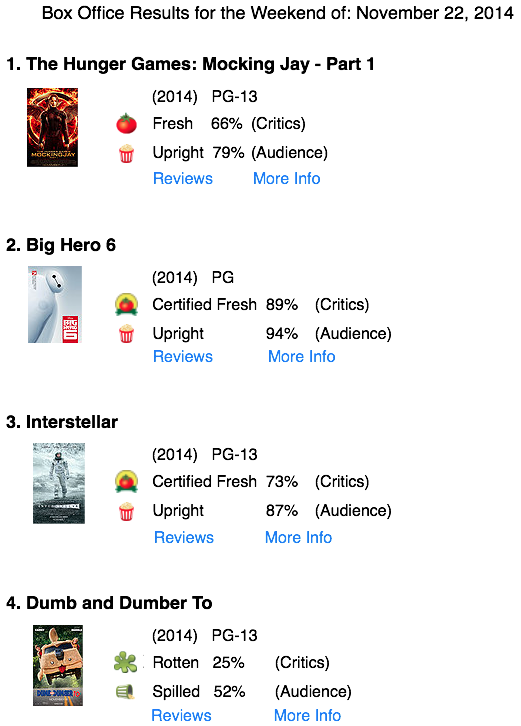 Box Office Results for the Weekend of: November 22, 2014
1. The Hunger Games: Mocking Jay - Part 1
(2014) PG-13
MOCKINGJAY
Fresh 66% (Critics)
Upright 79% (Audience)
Reviews More Info
2. Big Hero 6
(2014) PG
Certified Fresh 89% (Critics)
Upright 94% (Audience)
Reviews More Info
3. Interstellar
(2014) PG-13
Certified Fresh 73% (Critics)
Upright 87% (Audience)
Reviews More Info
4. Dumb and Dumber To
(2014) PG-13
Rotten 25% (Critics)
Spilled 52% (Audience)
Reviews More Info